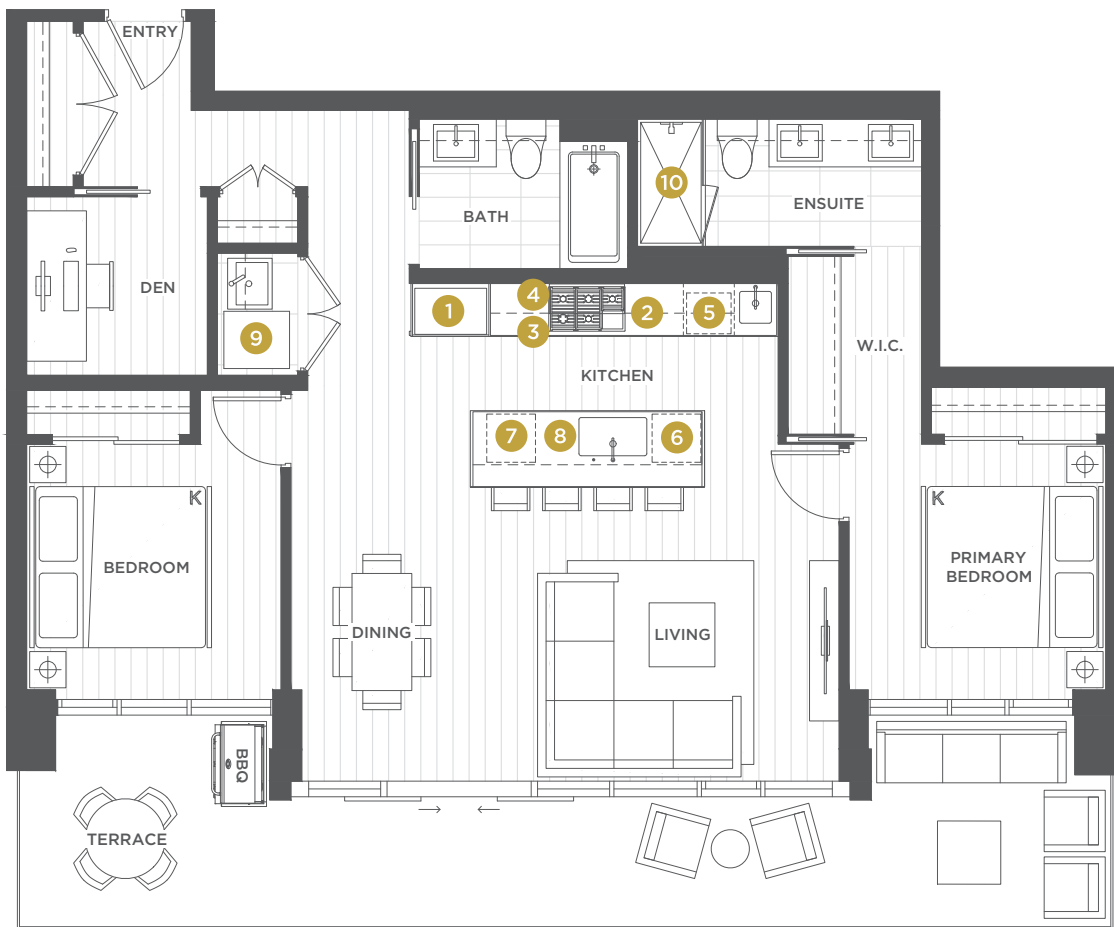 ENTRY
10
BATH
ENSUITE
DEN
4
1
2
5
3
9
W.I.C.
KITCHEN
7
8
6
K
K
BEDROOM
PRIMARY
BEDROOM
DINING
LIVING
BBQ
TERRACE